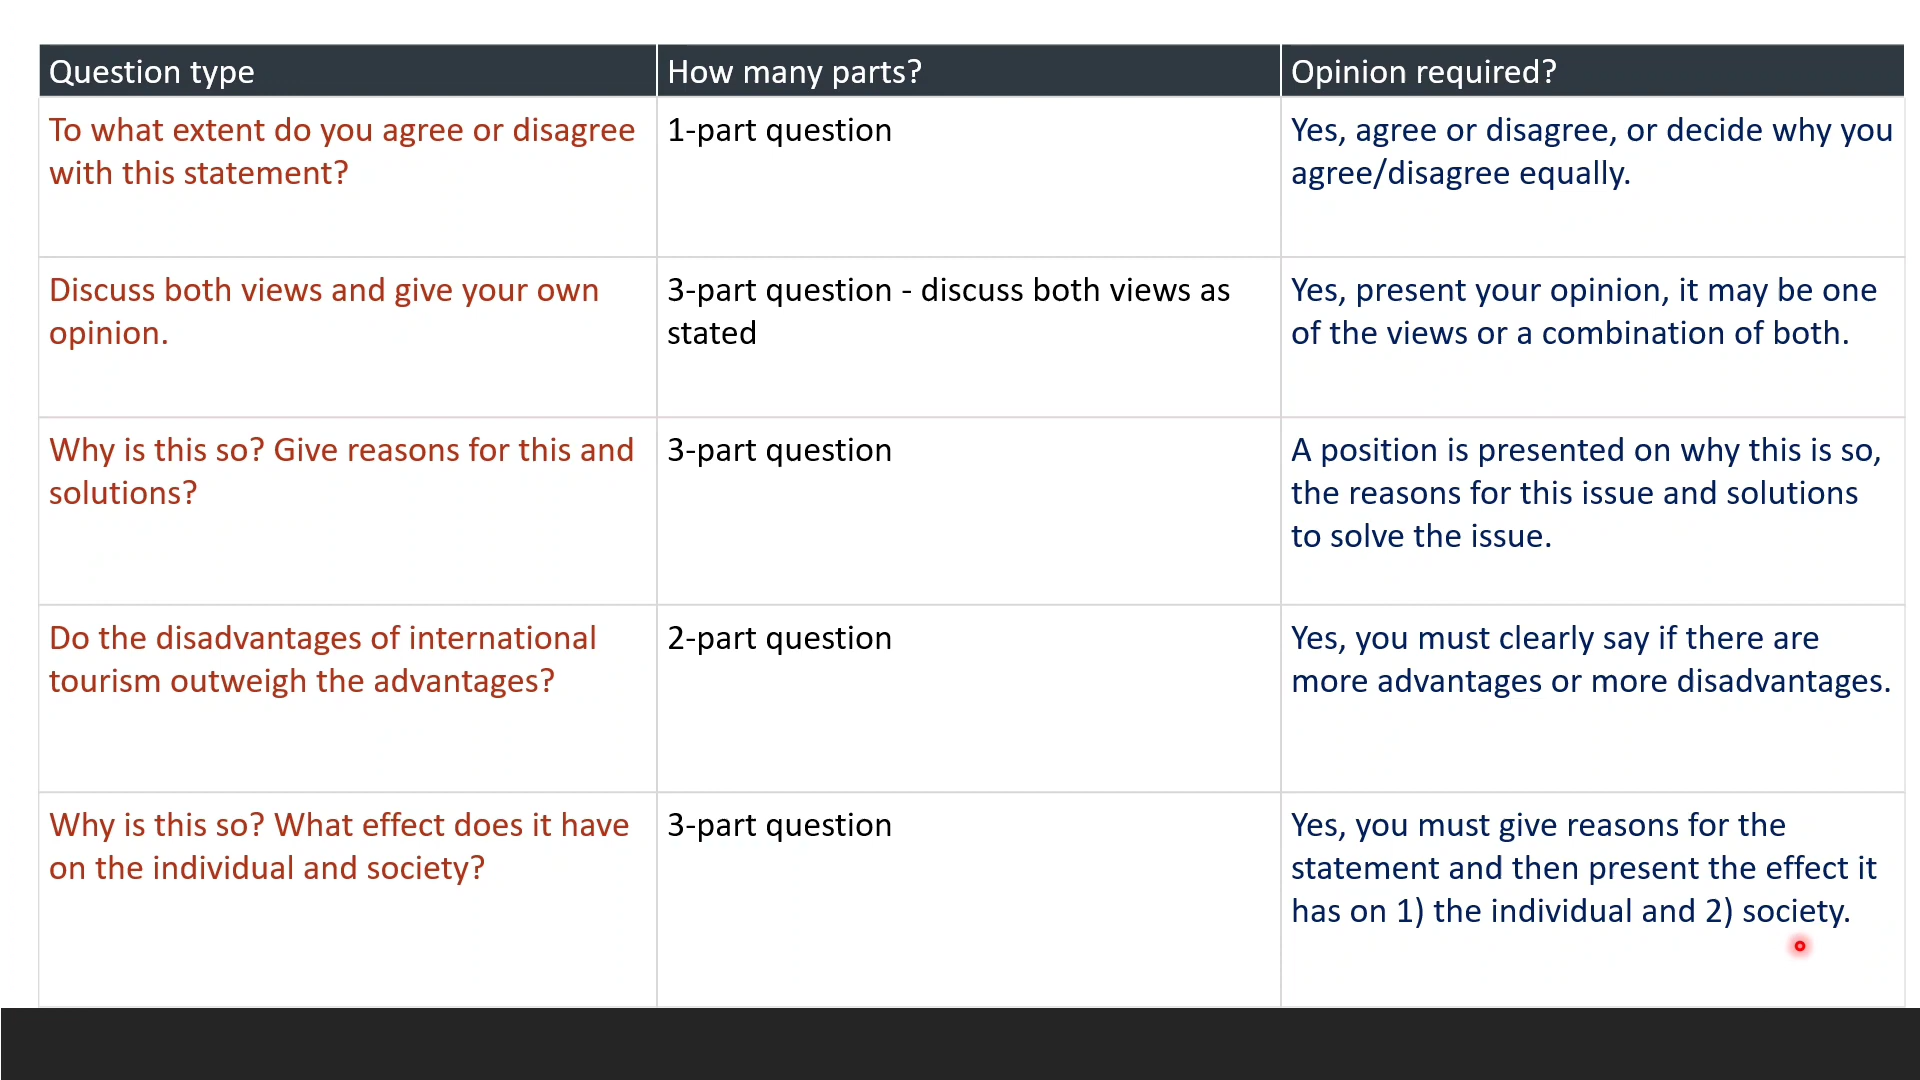 Question type
How many parts?
Opinion required?
To what extent do you agree or disagree
with this statement?
1-part question
Yes, agree or disagree, or decide why you
agree/disagree equally.
Discuss both views and give your own
opinion.
3-part question - discuss both views as
stated
Yes, present your opinion, it may be one
of the views or a combination of both.
Why is this so? Give reasons for this and
solutions?
3-part question
A position is presented on why this is so,
the reasons for this issue and solutions
to solve the issue.
Do the disadvantages of international
tourism outweigh the advantages?
2-part question
Yes, you must clearly say if there are
more advantages or more disadvantages.
Why is this so? What effect does it have
on the individual and society?
3-part question
Yes, you must give reasons for the
statement and then present the effect it
has on 1) the individual and 2) society.